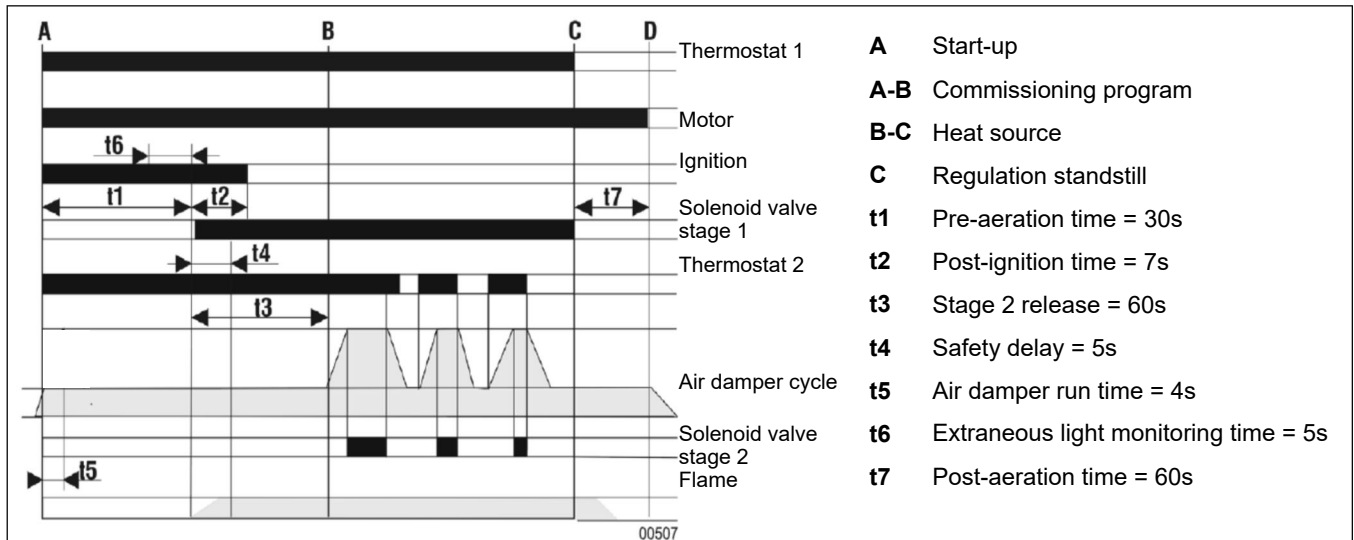 A B C D
Thermostat 1
Motor
t6
Ignition
t1 t2 t7
Solenoid valve
stage 1
t4
Thermostat 2
t3
Air damper cycle
Solenoid valve
stage 2
t5
Flame
00507
A Start-up
A-B Commissioning program
B-C Heat source
C Regulation standstill
t1 Pre-aeration time = 30s
t2 Post-ignition time = 7s
t3 Stage 2 release = 60s
t4 Safety delay = 5s
t5 Air damper run time = 4s
t6 Extraneous light monitoring time = 5s
t7 Post-aeration time = 60s